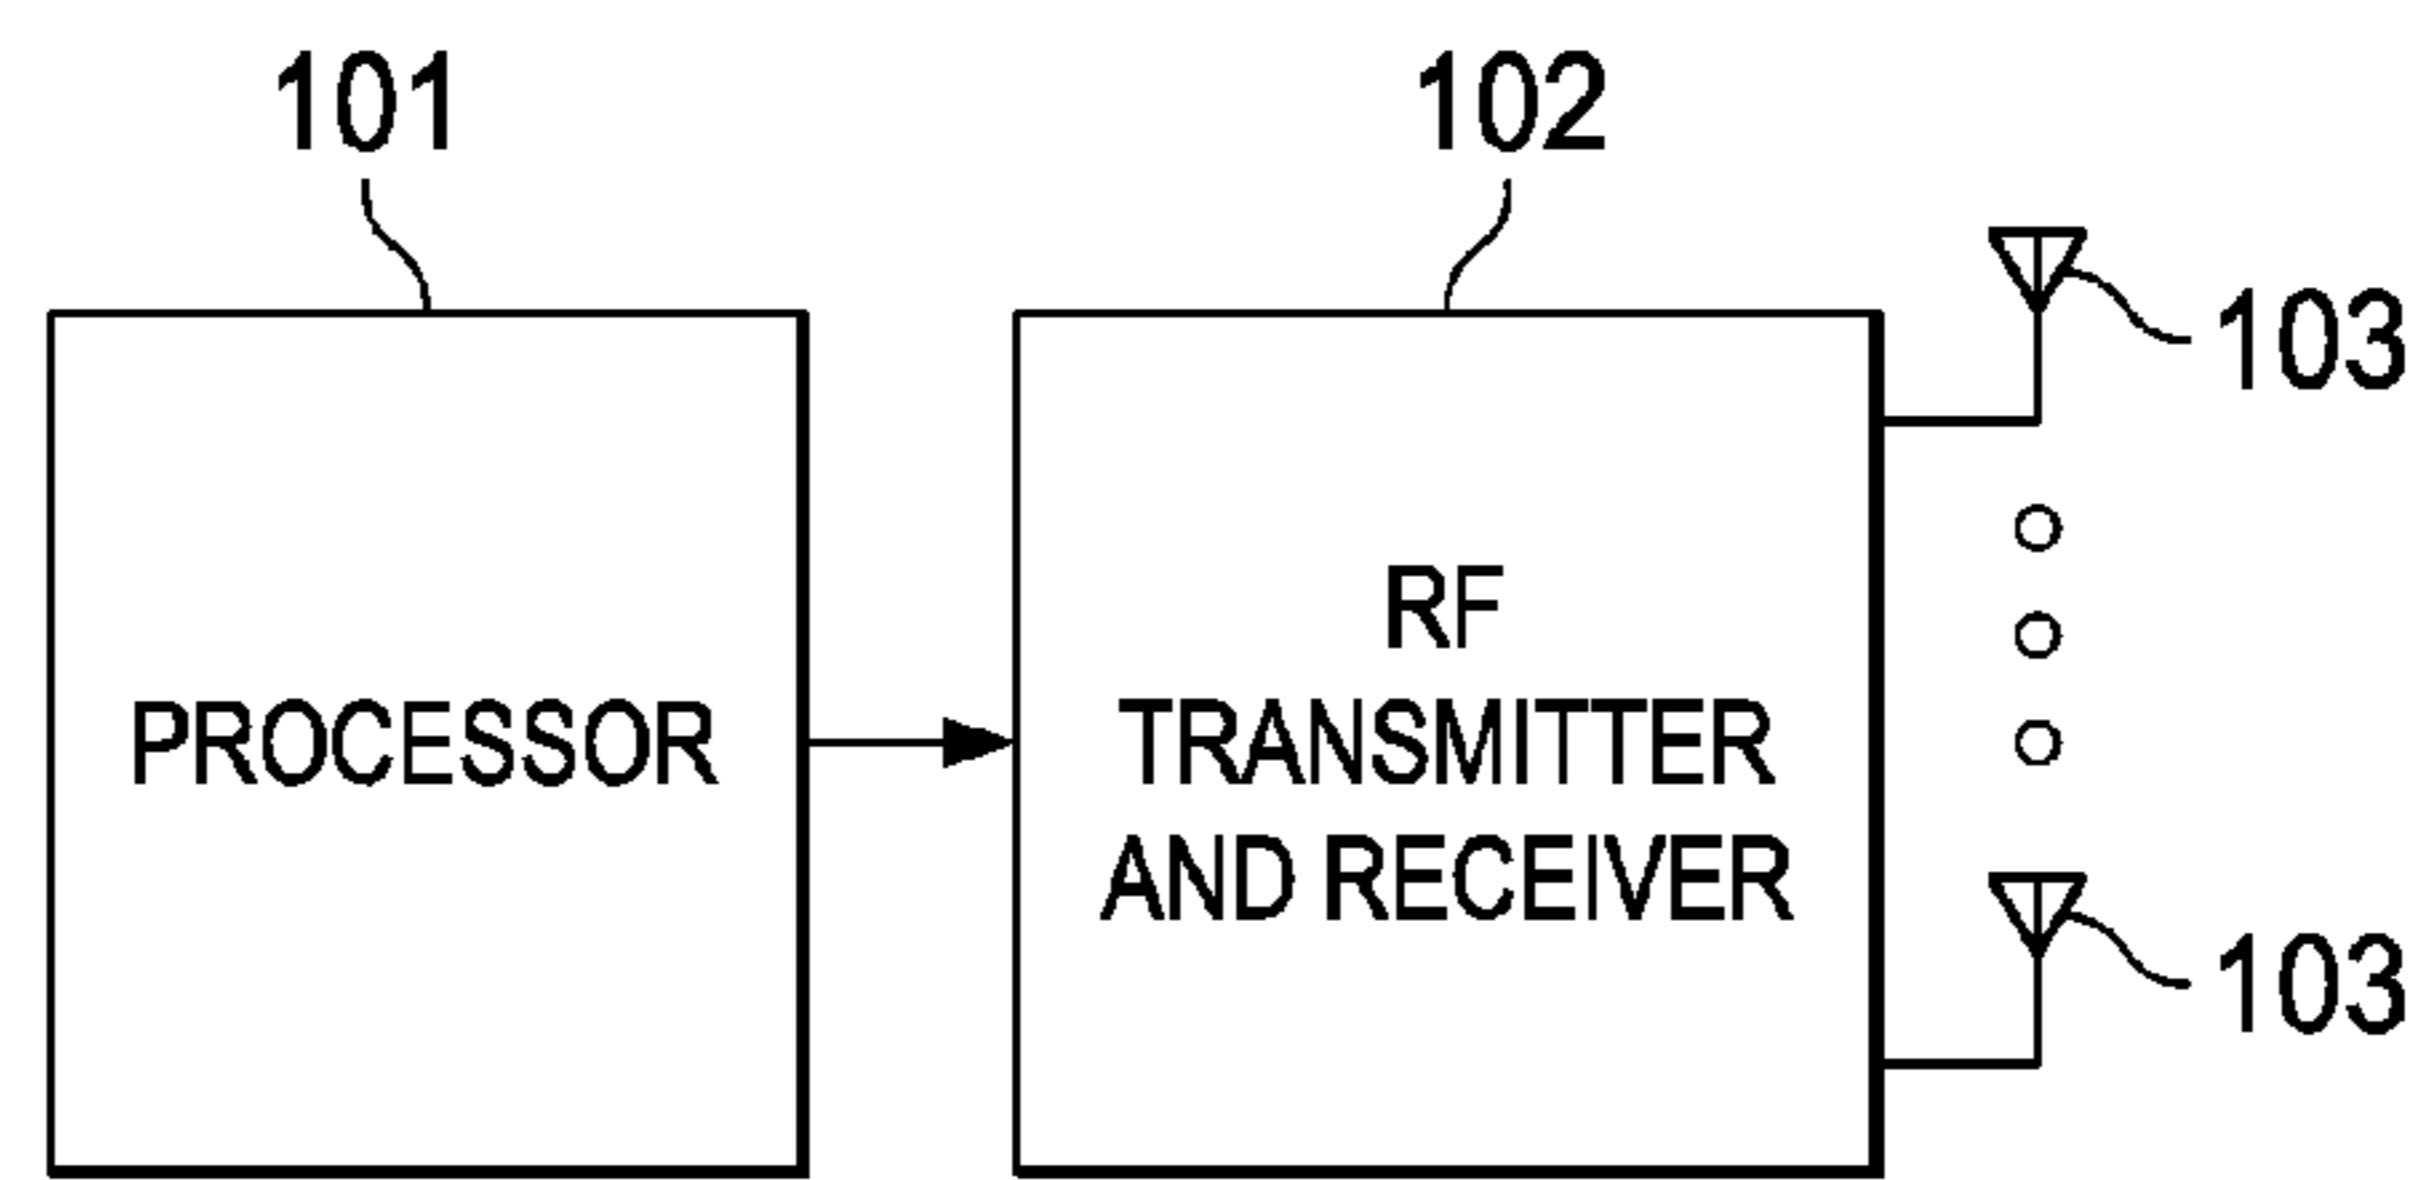 101
102
103
PROCESSOR
RF
TRANSMITTER
AND RECEIVER
103